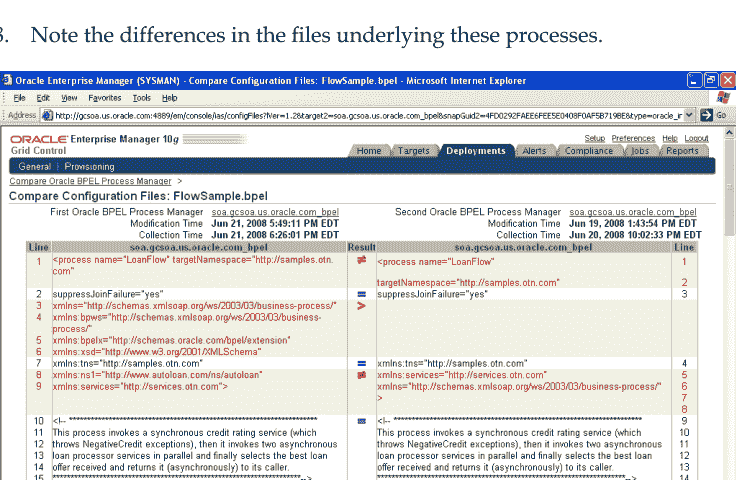 3. Note the differences in the files underlying these processes.
Oracle Enterprise Manager (SYSMAN) - Compare Configuration Files: FlowSample.bpel - Microsoft Internet Explorer
File Edit View Favorites Tools Help
Address http://gcsoa.us.oracle.com:4889/em/console/ias/configFiles?fVer=1.2&target2=soa.gcsoa.us.oracle.com_bpel&snapGuid2=4FD0292FAEE6FEE5E0408F0AF5B719BE&type=oracle_ir Go
ORACLE Enterprise Manager 10g
Grid Control
Setup Preferences Help Logout
Home Targets Deployments Alerts Compliance Jobs Reports
General Provisioning
Compare Oracle BPEL Process Manager >
Compare Configuration Files: FlowSample.bpel
First Oracle BPEL Process Manager soa.gcsoa.us.oracle.com_bpel Second Oracle BPEL Process Manager soa.gcsoa.us.oracle.com_bpel
Modification Time Jun 21, 2008 5:49:11 PM EDT Modification Time Jun 19, 2008 1:43:54 PM EDT
Collection Time Jun 21, 2008 6:26:01 PM EDT Collection Time Jun 20, 2008 10:02:33 PM EDT
Line soa.gcsoa.us.oracle.com_bpel Result soa.gcsoa.us.oracle.com_bpel Line
1 <process name="LoanFlow" targetNamespace="http://samples.otn. ≠ <process name="LoanFlow" 1
com"
targetNamespace="http://samples.otn.com" 2
2 suppressJoinFailure="yes" = suppressJoinFailure="yes" 3
3 xmlns="http://schemas.xmlsoap.org/ws/2003/03/business-process/" >
4 xmlns:bpws="http://schemas.xmlsoap.org/ws/2003/03/business-
process/"
5 xmlns:bpelx="http://schemas.oracle.com/bpel/extension"
6 xmlns:xsd="http://www.w3.org/2001/XMLSchema"
7 xmlns:tns="http://samples.otn.com" = xmlns:tns="http://samples.otn.com" 4
8 xmlns:ns1="http://www.autoloan.com/ns/autoloan" ≠ xmlns:services="http://services.otn.com" 5
9 xmlns:services="http://services.otn.com"> xmlns="http://schemas.xmlsoap.org/ws/2003/03/business-process/" 6
> 7
8
10 <!-- *************************************************** = <!-- *************************************************** 9
11 This process invokes a synchronous credit rating service (which This process invokes a synchronous credit rating service (which 10
12 throws NegativeCredit exceptions), then it invokes two asynchronous throws NegativeCredit exceptions), then it invokes two asynchronous 11
13 loan processor services in parallel and finally selects the best loan loan processor services in parallel and finally selects the best loan 12
14 offer received and returns it (asynchronously) to its caller. offer received and returns it (asynchronously) to its caller. 13
15 ***************************************************--> ***************************************************--> 14